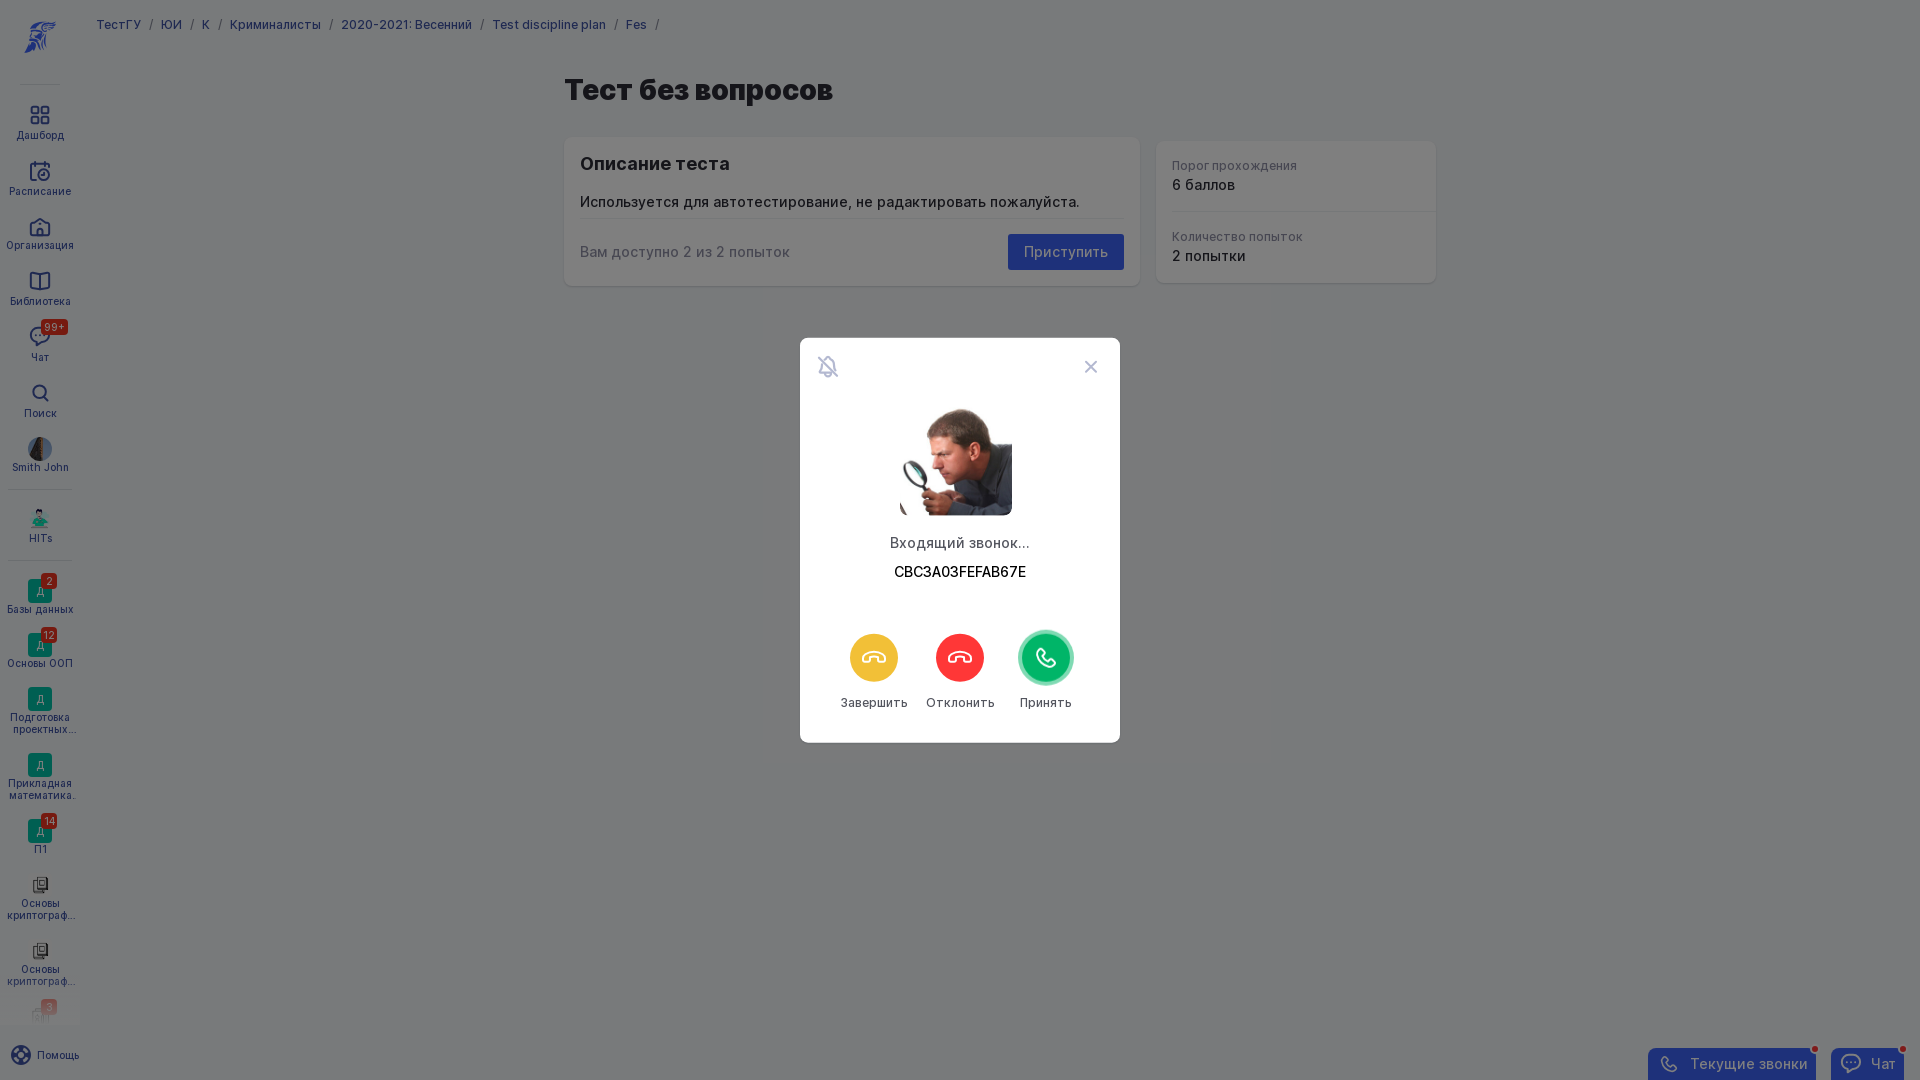 ТестГУ / ЮИ / К / Криминалисты / 2020-2021: Весенний / Test discipline plan / Fes /
Тест без вопросов
Описание теста
Используется для автотестирование, не радактировать пожалуйста.
Вам доступно 2 из 2 попыток
Приступить
Порог прохождения
6 баллов
Количество попыток
2 попытки
Дашборд
Расписание
Организация
Библиотека
99+
Чат
Поиск
Smith John
HITs
Д
2
Базы данных
Д
12
Основы ООП
Д
Подготовка
проектных...
Д
Прикладная
математика.
Д
14
П1
Основы
криптограф...
Основы
криптограф...
3
Помощь
Входящий звонок...
CBC3A03FEFAB67E
Завершить
Отклонить
Принять
Текущие звонки
Чат